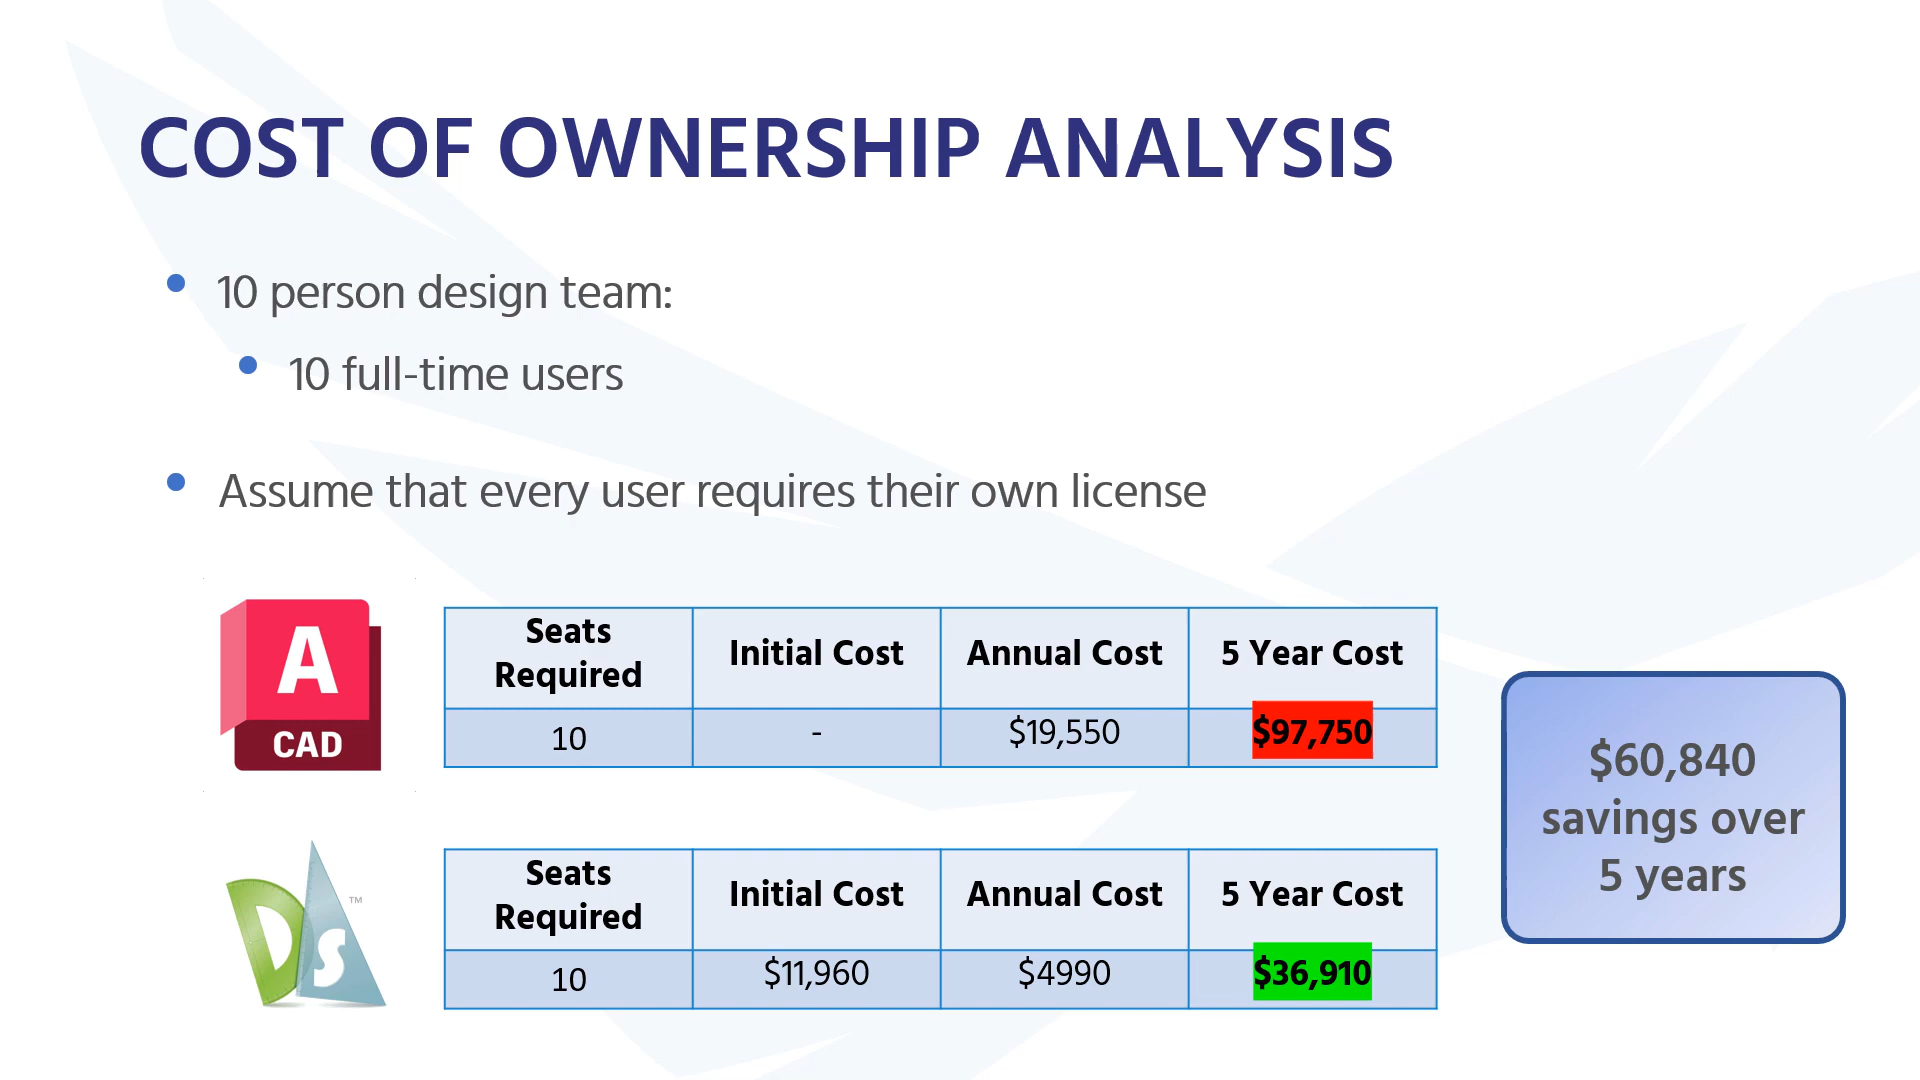 COST OF OWNERSHIP ANALYSIS
10 person design team:
10 full-time users
Assume that every user requires their own license
A
CAD
Seats Required Initial Cost Annual Cost 5 Year Cost
10 - $19,550 $97,750
DS™
Seats Required Initial Cost Annual Cost 5 Year Cost
10 $11,960 $4990 $36,910
$60,840
savings over
5 years